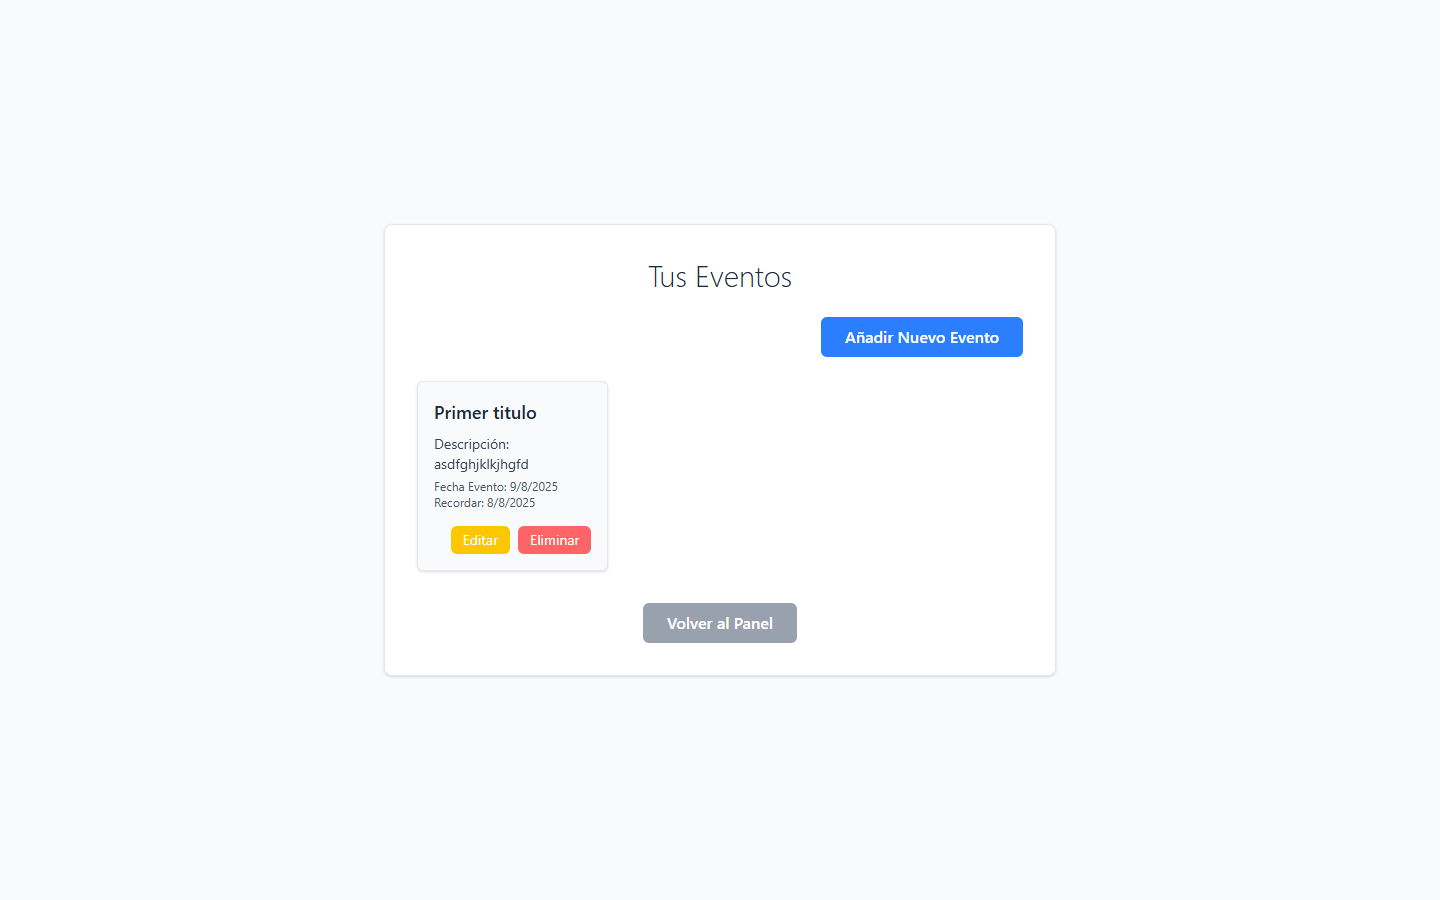 Tus Eventos
Añadir Nuevo Evento
Primer titulo
Descripción:
asdfghjklkjhgfd
Fecha Evento: 9/8/2025
Recordar: 8/8/2025
Editar
Eliminar
Volver al Panel